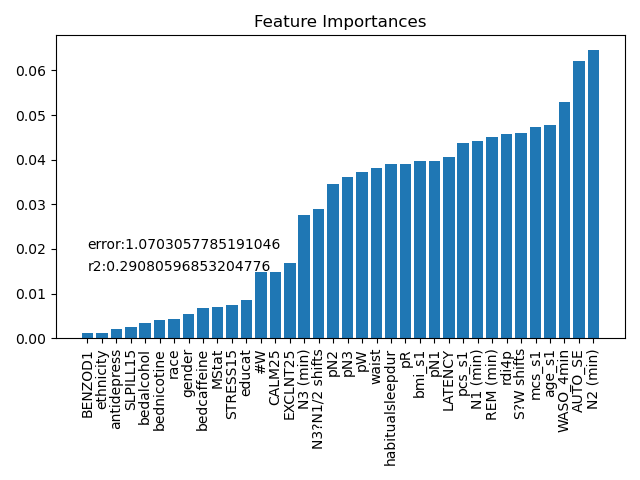 Feature Importances
0.06
0.05
0.04
0.03
0.02
0.01
0.00
error:1.0703057785191046
r2:0.29080596853204776
BENZOD1
ethnicity
antidepress
SLPILL15
bedalcohol
bednicotine
race
gender
bedcaffeine
MStat
STRESS15
educat
#W
CALM25
EXCLNT25
N3 (min)
N3?N1/2 shifts
pN2
pN3
pW
waist
habitualsleepdur
pR
bmi_s1
pN1
LATENCY
pcs_s1
N1 (min)
REM (min)
rdi4p
S?W shiffs
mcs_s1
age_s1
WASO_4min
AUTO_SE
N2 (min)